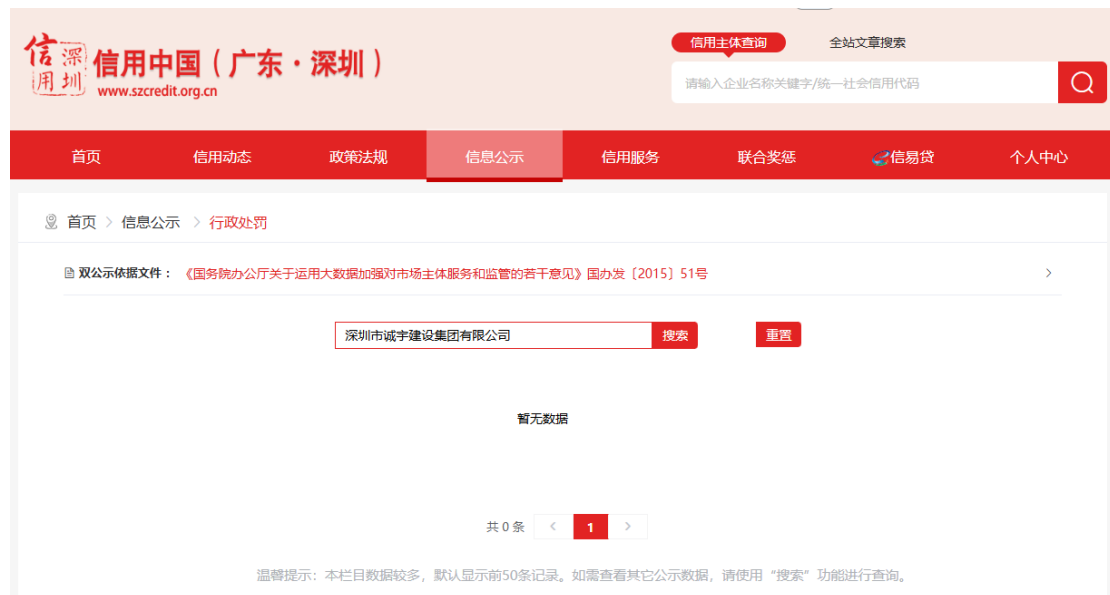 信用
深圳
信用中国（广东·深圳）
www.szcredit.org.cn
信用主体查询 全站文章搜索
请输入企业名称关键字/统一社会信用代码
首页 信用动态 政策法规 信息公示 信用服务 联合奖惩 信易贷 个人中心
首页 > 信息公示 > 行政处罚
双公示依据文件： 《国务院办公厅关于运用大数据加强对市场主体服务和监管的若干意见》国办发〔2015〕51号 >
深圳市诚宇建设集团有限公司 搜索 重置
暂无数据
共 0 条 < 1 >
温馨提示：本栏目数据较多，默认显示前50条记录。如需查看其它公示数据，请使用“搜索”功能进行查询。